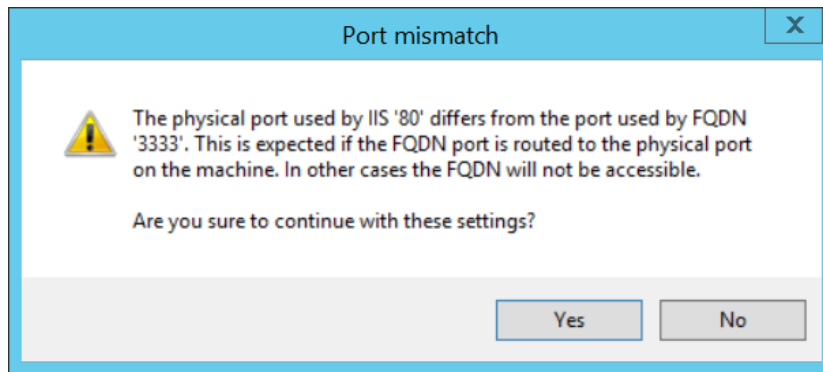 Port mismatch
X
The physical port used by IIS '80' differs from the port used by FQDN
'3333'. This is expected if the FQDN port is routed to the physical port
on the machine. In other cases the FQDN will not be accessible.
Are you sure to continue with these settings?
Yes
No